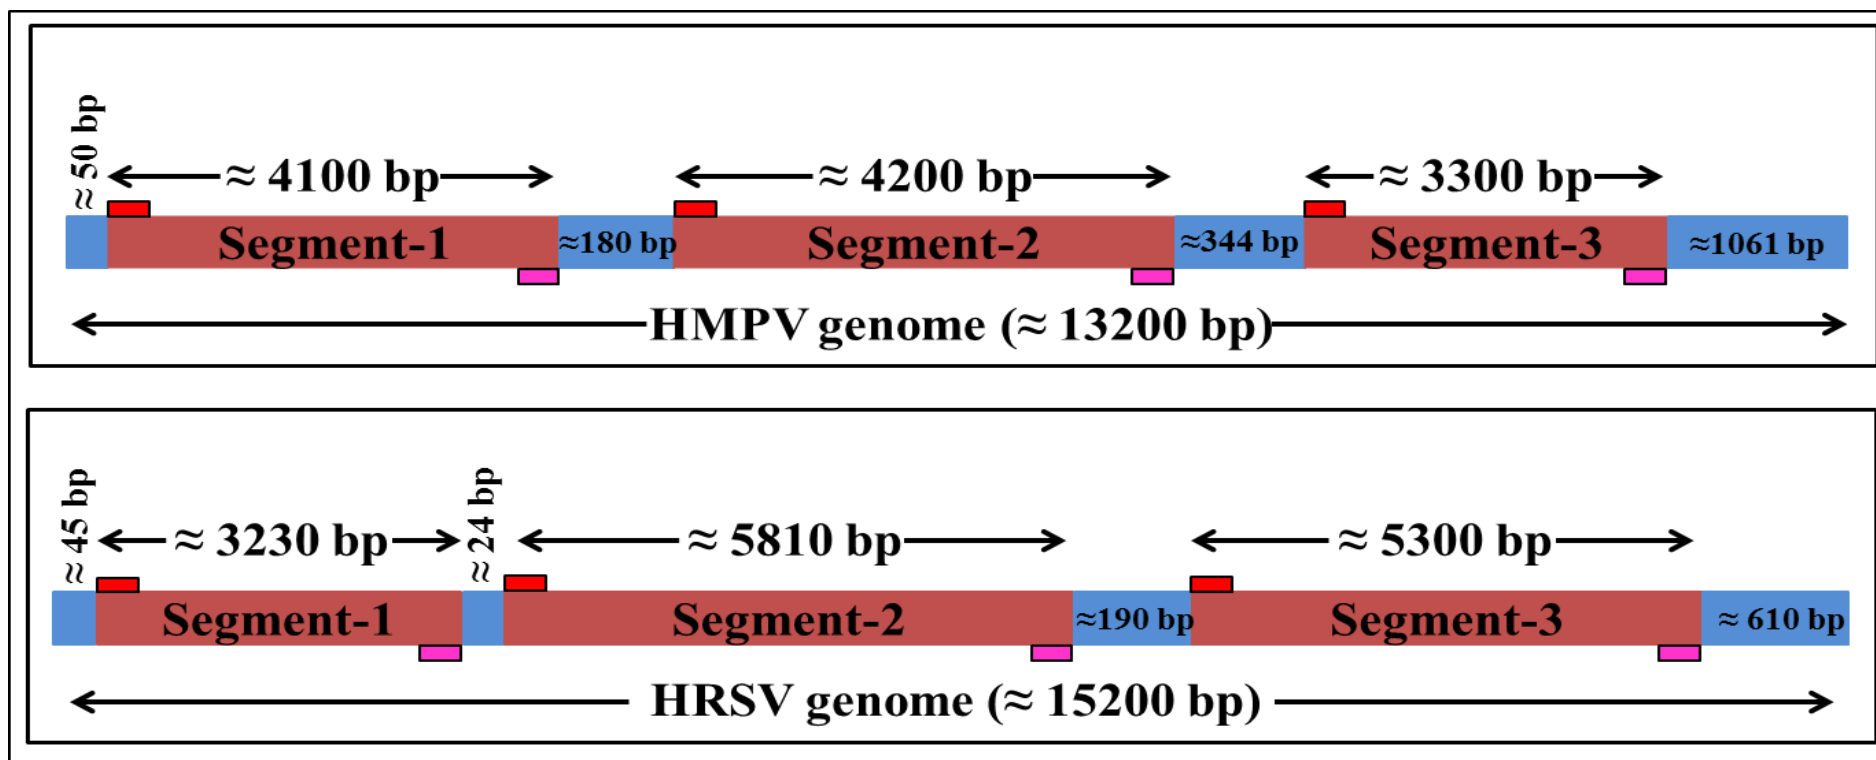 ≈ 50 bp
≈ 4100 bp
≈ 4200 bp
≈ 3300 bp
Segment-1
≈180 bp
Segment-2
≈344 bp
Segment-3
≈1061 bp
HMPV genome (≈ 13200 bp)
≈ 45 bp
≈ 3230 bp
≈ 24 bp
≈ 5810 bp
≈ 5300 bp
Segment-1
Segment-2
≈190 bp
Segment-3
≈ 610 bp
HRSV genome (≈ 15200 bp)